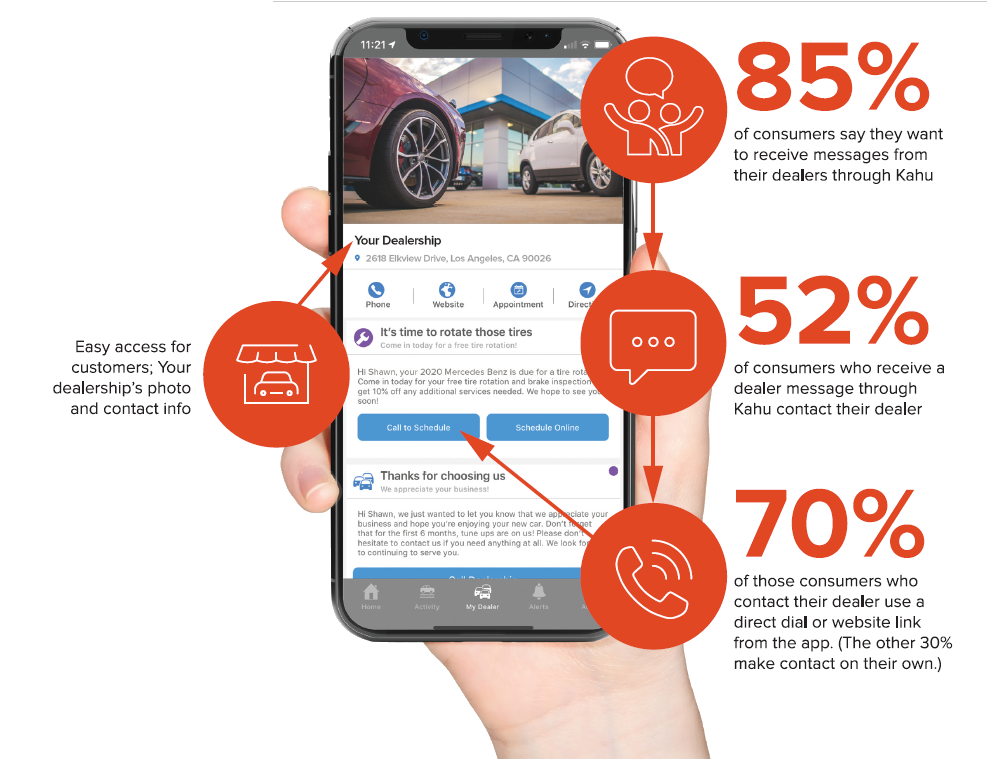 11:21
Your Dealership
2618 Elkview Drive, Los Angeles, CA 90026
Phone
Website
Appointment
It's time to rotate those tires
Come in today for a free tire rotation!
Hi Shawn, your 2020 Mercedes Benz is due for a tire
Come in today for your free tire rotation and brake inspection
get 10% off any additional services needed. We hope to see
soon!
Call to Schedule
Schedule Online
Thanks for choosing us
We appreciate your business!
Hi Shawn, we just wanted to let you know that we appreciate your
business and hope you're enjoying your new car. Don't forget
that for the first 6 months, tune ups are on us! Please don't
hesitate to contact us if you need anything at all. We look
to continuing to serve you.
Home
Activity
My Dealer
Alerts
Easy access for
customers; Your
dealership's photo
and contact info
85%
of consumers say they want
to receive messages from
their dealers through Kahu
52%
of consumers who receive a
dealer message through
Kahu contact their dealer
70%
of those consumers who
contact their dealer use a
direct dial or website link
from the app. (The other 30%
make contact on their own.)